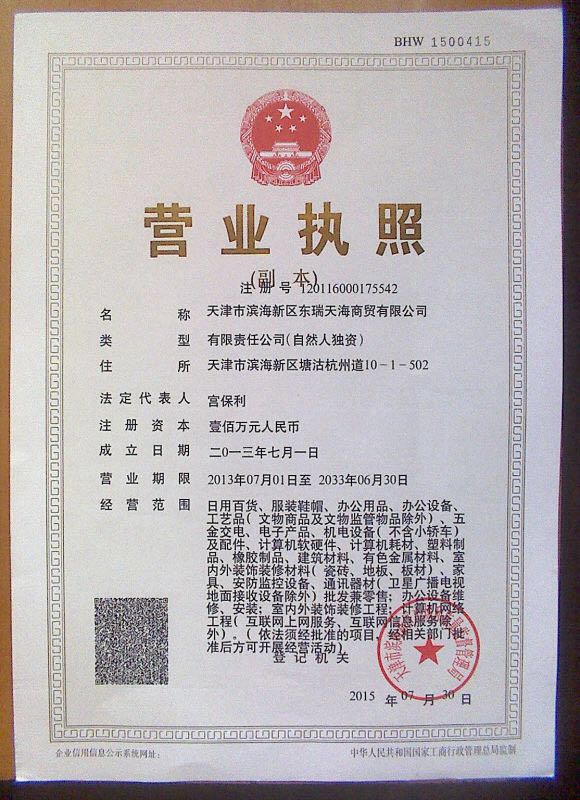 BHW 1500415
营业执照
(副 本)
注 册 号 120116000175542
名 称 天津市滨海新区东瑞天海商贸有限公司
类 型 有限责任公司(自然人独资)
住 所 天津市滨海新区塘沽杭州道10-1-502
法定代表人 宫保利
注 册 资 本 壹佰万元人民币
成 立 日 期 二0一三年七月一日
营 业 期 限 2013年07月01日至 2033年06月30日
经 营 范 围 日用百货、服装鞋帽、办公用品、办公设备、
工艺品( 文物商品及文物监管物品除外) 、五
金交电、电子产品、机电设备( 不含小轿车)
及配件、计算机软硬件、计算机耗材、塑料制
品、橡胶制品、建筑材料、有色金属材料、室
内外装饰装修材料( 瓷砖、地板、板材) 、家
具、安防监控设备、通讯器材( 卫星广播电视
地面接收设备除外) 批发兼零售; 办公设备维
修、安装; 室内外装饰装修工程; 计算机网络
工程( 互联网上网服务、互联网信息服务除
外) 。( 依法须经批准的项目, 经相关部门批
准后方可开展经营活动)
登 记 机 关
2015 年 07 月 30 日
企业信用信息公示系统网址:
中华人民共和国国家工商行政管理总局监制